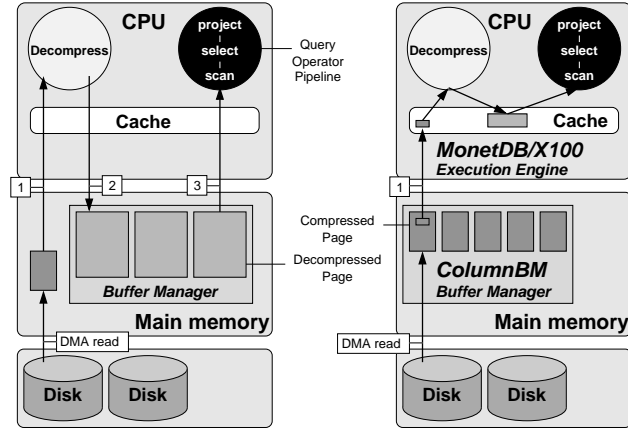 CPU
Decompress
project
select
scan
Cache
1
2
3
Buffer Manager
Main memory
DMA read
Disk
Disk
Query
Operator
Pipeline
Compressed
Page
Decompressed
Page
CPU
Decompress
project
select
scan
Cache
MonetDB/X100
Execution Engine
1
ColumnBM
Buffer Manager
Main memory
DMA read
Disk
Disk